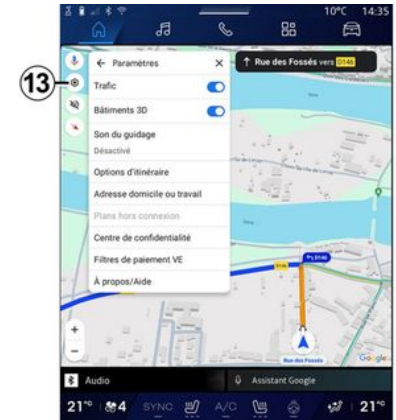 10°C 14:35
13
Paramètres
Rue des Fossés vers D146
Trafic
Bâtiments 3D
Son du guidage
Désactivé
Options d'itinéraire
Adresse domicile ou travail
Plans hors connexion
Centre de confidentialité
Filtres de paiement VE
À propos/Aide
D146
D146
Rue des Fossés
Google
Audio
Assistant Google
21°C 4 SYNC A/C 21°C